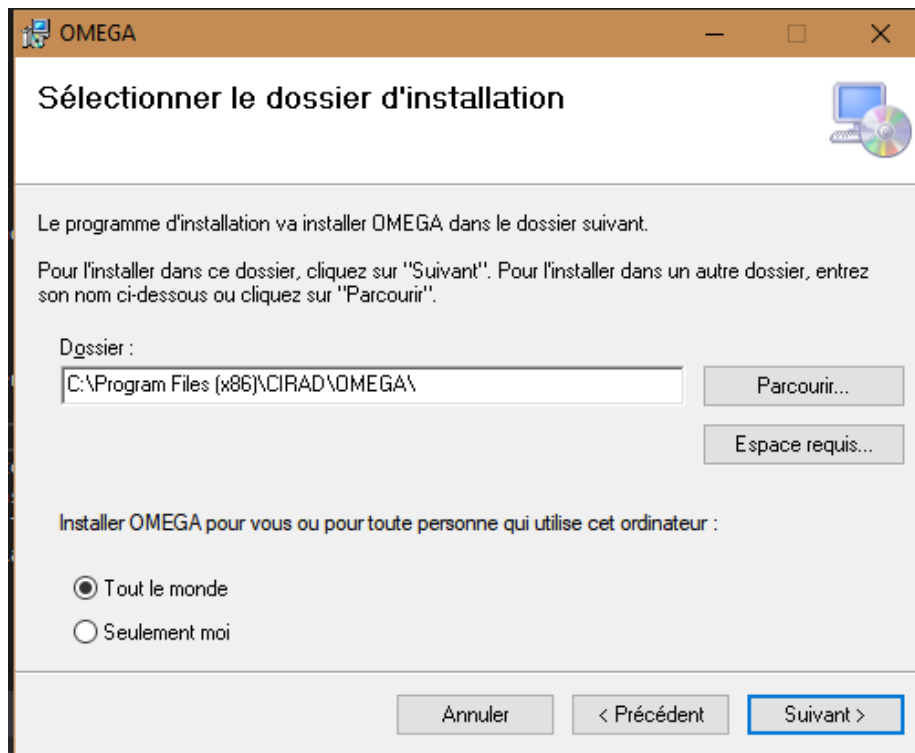 OMEGA
Sélectionner le dossier d'installation
Le programme d'installation va installer OMEGA dans le dossier suivant.
Pour l'installer dans ce dossier, cliquez sur "Suivant". Pour l'installer dans un autre dossier, entrez
son nom ci-dessous ou cliquez sur "Parcourir".
Dossier :
C:\Program Files (x86)\CIRAD\OMEGA\
Parcourir...
Espace requis...
Installer OMEGA pour vous ou pour toute personne qui utilise cet ordinateur :
Tout le monde
Seulement moi
Annuler
< Précédent
Suivant >